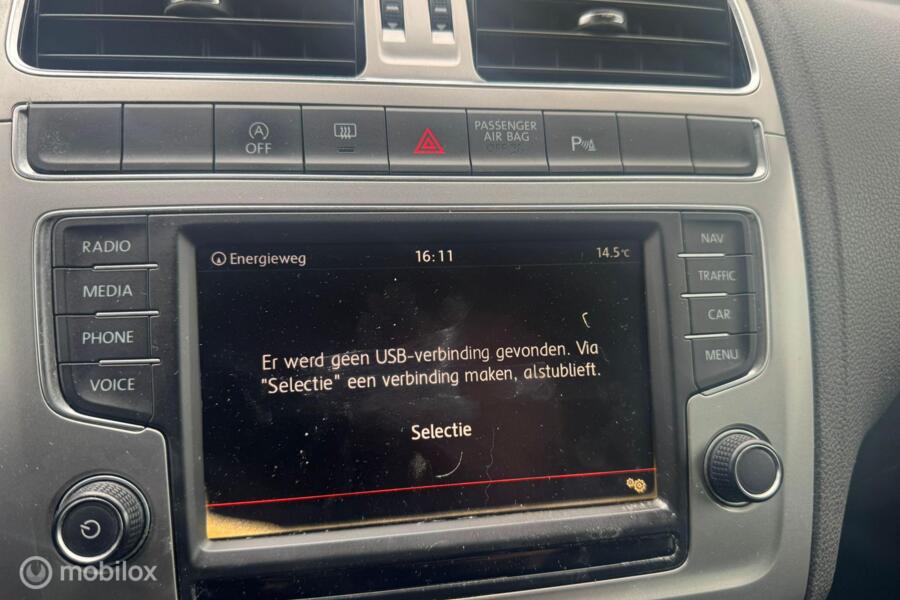 A
OFF
PASSENGER
AIR BAG
P
RADIO
MEDIA
PHONE
VOICE
Energieweg
16:11
14.5°C
Er werd geen USB-verbinding gevonden. Via
"Selectie" een verbinding maken, alstublieft.
Selectie
NAV
TRAFFIC
CAR
MENU
mobilox